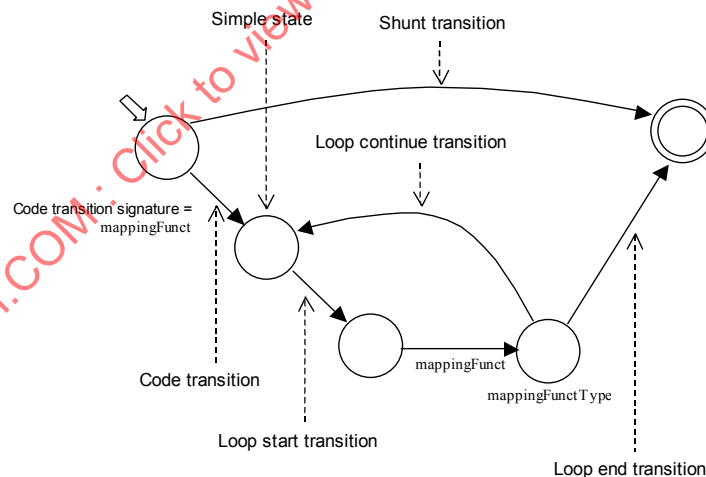 Simple state
Shunt transition
Loop continue transition
Code transition signature =
mappingFunct
mappingFunct
mappingFunctType
Code transition
Loop start transition
Loop end transition
.COM : Click to view